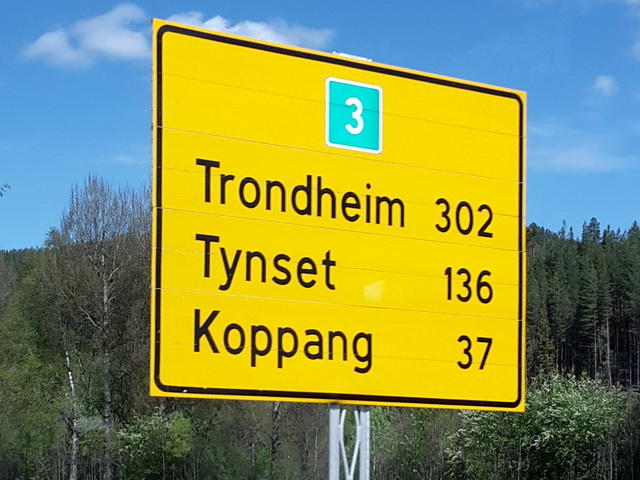 3
Trondheim 302
Tynset 136
Koppang 37